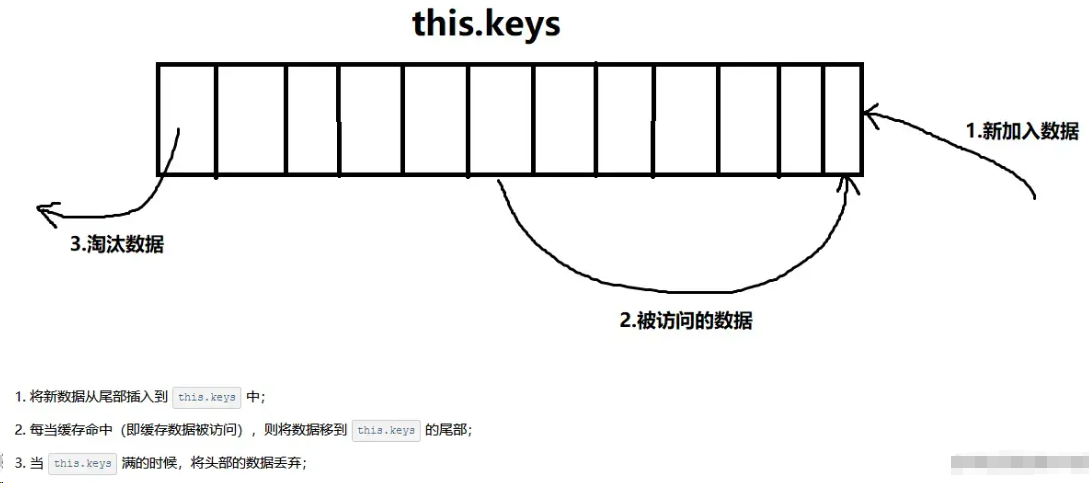 this.keys
1.新加入数据
3.淘汰数据
2.被访问的数据
1. 将新数据从尾部插入到 this.keys 中；
2. 每当缓存命中（即缓存数据被访问），则将数据移到 this.keys 的尾部；
3. 当 this.keys 满的时候，将头部的数据丢弃；